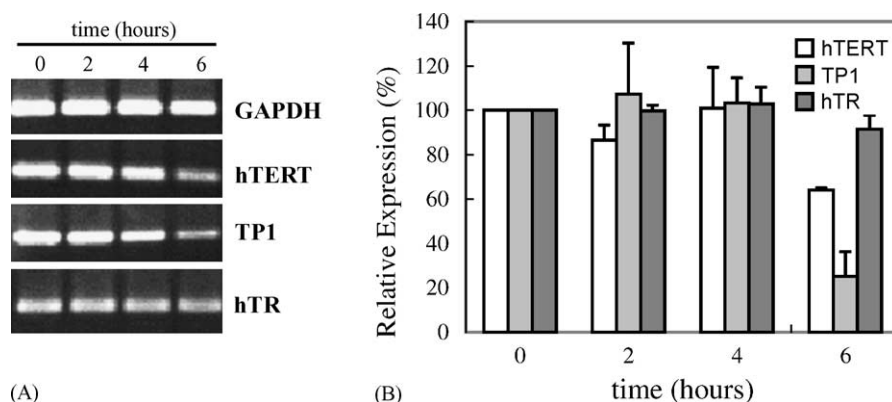 time (hours)
0 2 4 6
GAPDH
hTERT
TP1
hTR
(A)
B
Relative Expression (%)
140
120
100
80
60
40
20
0
hTERT
TP1
hTR
0 2 4 6
time (hours)
(B)